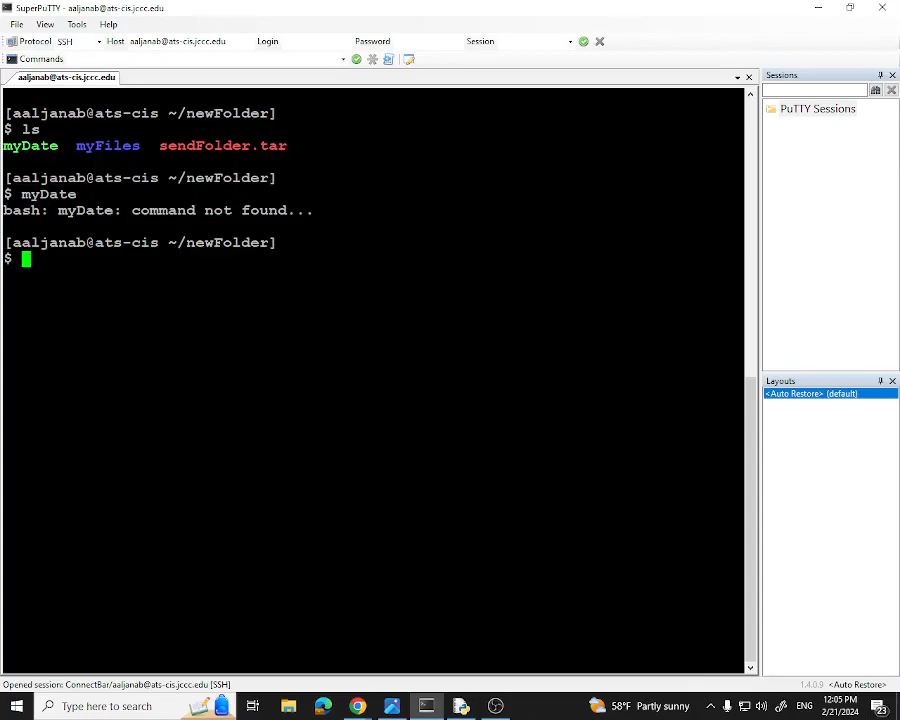 SuperPuTTY - aaljanab@ats-cis.jccc.edu
File View Tools Help
Protocol SSH Host aaljanab@ats-cis.jccc.edu Login Password Session
Commands
aaljanab@ats-cis.jccc.edu
Sessions
PuTTY Sessions
[aaljanab@ats-cis ~/newFolder]
$ ls
myDate myFiles sendFolder.tar
[aaljanab@ats-cis ~/newFolder]
$ myDate
bash: myDate: command not found...
[aaljanab@ats-cis ~/newFolder]
$
Layouts
<Auto Restore> (default)
Opened session: ConnectBar/aaljanab@ats-cis.jccc.edu [SSH] 1.4.0.9 <Auto Restore>
Type here to search
58°F Partly sunny
ENG
12:05 PM
2/21/2024
23